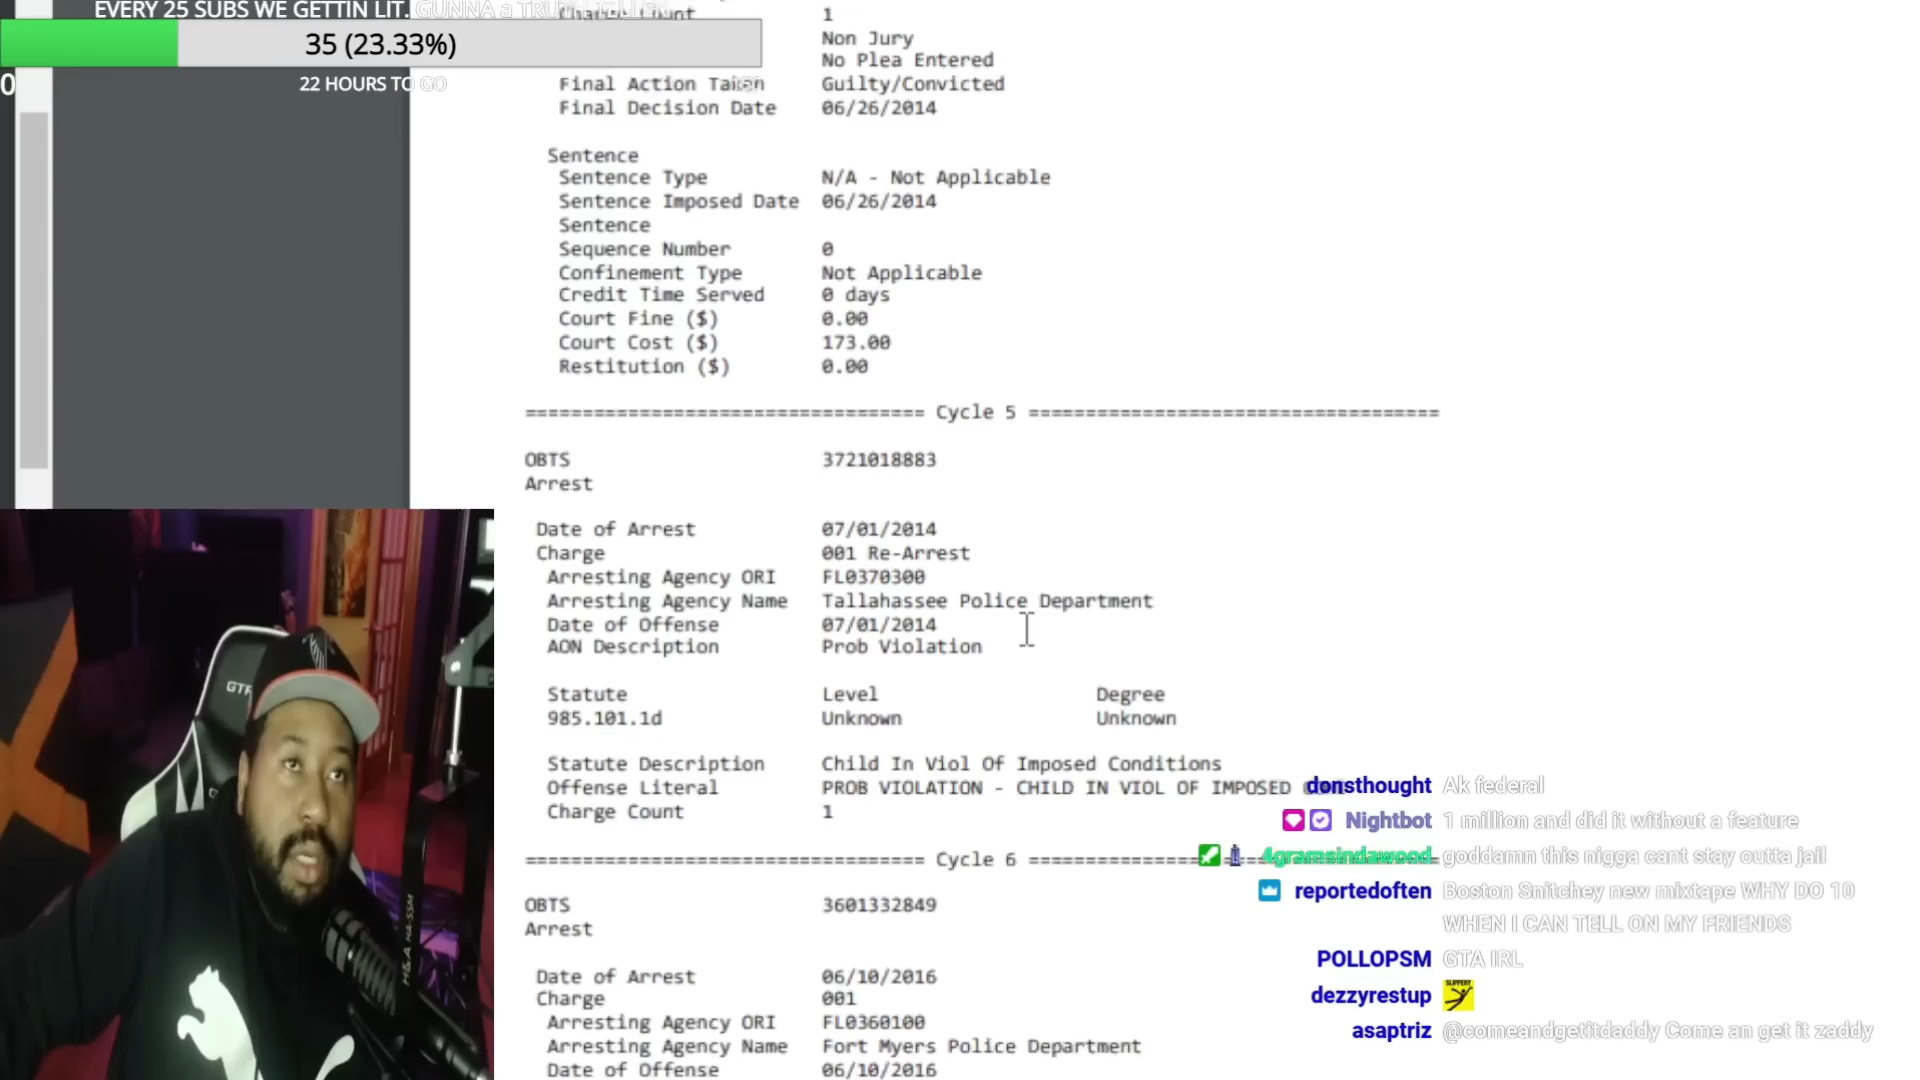 EVERY 25 SUBS WE GETTIN LIT. GUNNA a TRU
35 (23.33%)
0
22 HOURS TO GO
Charge Count 1
Non Jury
No Plea Entered
Final Action Taken Guilty/Convicted
Final Decision Date 06/26/2014
Sentence
Sentence Type N/A - Not Applicable
Sentence Imposed Date 06/26/2014
Sentence
Sequence Number 0
Confinement Type Not Applicable
Credit Time Served 0 days
Court Fine ($) 0.00
Court Cost ($) 173.00
Restitution ($) 0.00
=================================== Cycle 5 ====================================
OBTS 3721018883
Arrest
Date of Arrest 07/01/2014
Charge 001 Re-Arrest
Arresting Agency ORI FL0370300
Arresting Agency Name Tallahassee Police Department
Date of Offense 07/01/2014
AON Description Prob Violation
Statute Level Degree
985.101.1d Unknown Unknown
Statute Description Child In Viol Of Imposed Conditions
Offense Literal PROB VIOLATION - CHILD IN VIOL OF IMPOSED
Charge Count 1
=================================== Cycle 6 ====================================
OBTS 3601332849
Arrest
Date of Arrest 06/10/2016
Charge 001
Arresting Agency ORI FL0360100
Arresting Agency Name Fort Myers Police Department
Date of Offense 06/10/2016
donsthought Ak federal
Nightbot 1 million and did it without a feature
4gramsindawood goddamn this nigga cant stay outta jail
reportedoften Boston Snitchey new mixtape WHY DO 10
WHEN I CAN TELL ON MY FRIENDS
POLLOPSM GTA IRL
dezzyrestup SLIPPERY
asaptriz @comeandgetitdaddy Come an get it zaddy
GTR
H&A HA-SSM